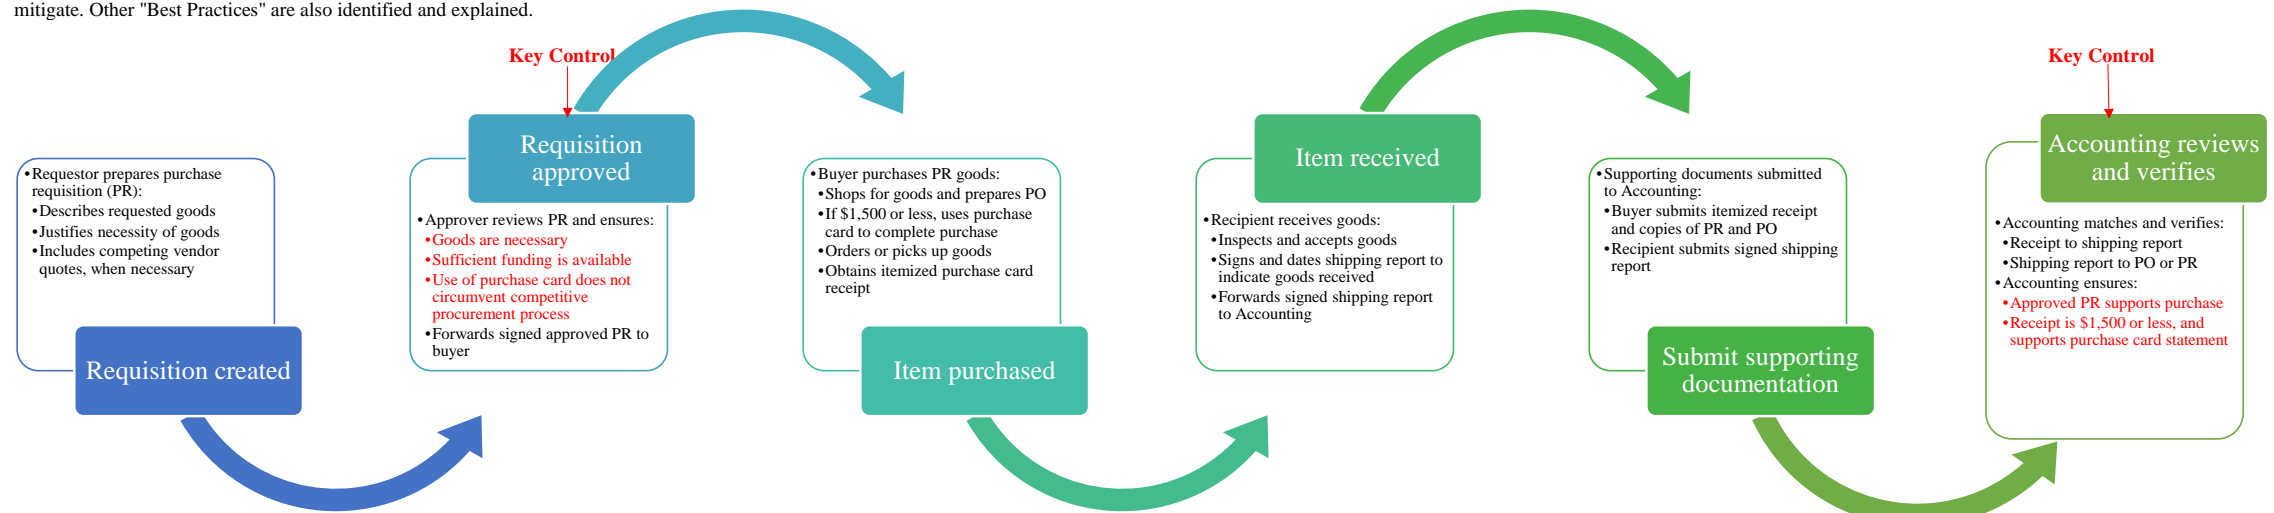 mitigate. Other "Best Practices" are also identified and explained.
Key Control
Key Control
•Requestor prepares purchase
requisition (PR):
•Describes requested goods
•Justifies necessity of goods
•Includes competing vendor
quotes, when necessary
Requisition created
Requisition
approved
•Approver reviews PR and ensures:
•Goods are necessary
•Sufficient funding is available
•Use of purchase card does not
circumvent competitive
procurement process
•Forwards signed approved PR to
buyer
•Buyer purchases PR goods:
•Shops for goods and prepares PO
•If $1,500 or less, uses purchase
card to complete purchase
•Orders or picks up goods
•Obtains itemized purchase card
receipt
Item purchased
Item received
•Recipient receives goods:
•Inspects and accepts goods
•Signs and dates shipping report to
indicate goods received
•Forwards signed shipping report
to Accounting
•Supporting documents submitted
to Accounting:
•Buyer submits itemized receipt
and copies of PR and PO
•Recipient submits signed shipping
report
Submit supporting
documentation
Accounting reviews
and verifies
•Accounting matches and verifies:
•Receipt to shipping report
•Shipping report to PO or PR
•Accounting ensures:
•Approved PR supports purchase
•Receipt is $1,500 or less, and
supports purchase card statement